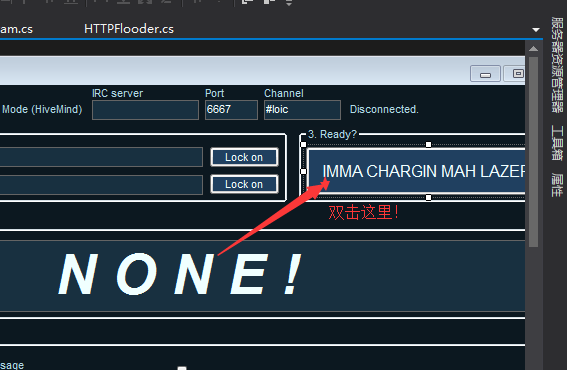 am.cs HTTPFlooder.cs
服务器资源管理器
工具箱
属性
IRC server Port Channel
Mode (HiveMind) 6667 #loic Disconnected.
3. Ready?
Lock on
IMMA CHARGIN MAH LAZER
Lock on
双击这里！
NONE!
ssage